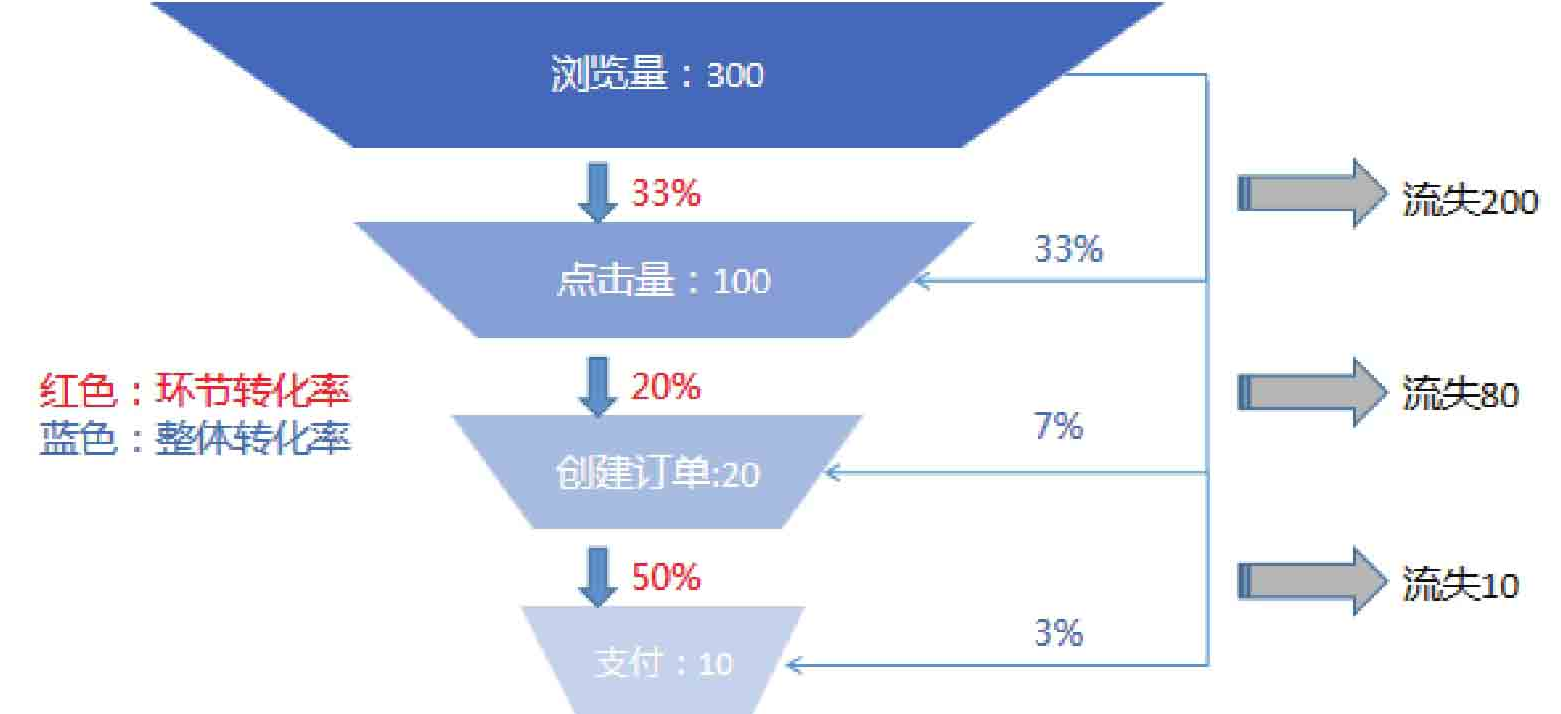 浏览量：300
33%
流失200
33%
点击量：100
红色：环节转化率
蓝色：整体转化率
20%
流失80
7%
创建订单:20
50%
流失10
3%
支付：10